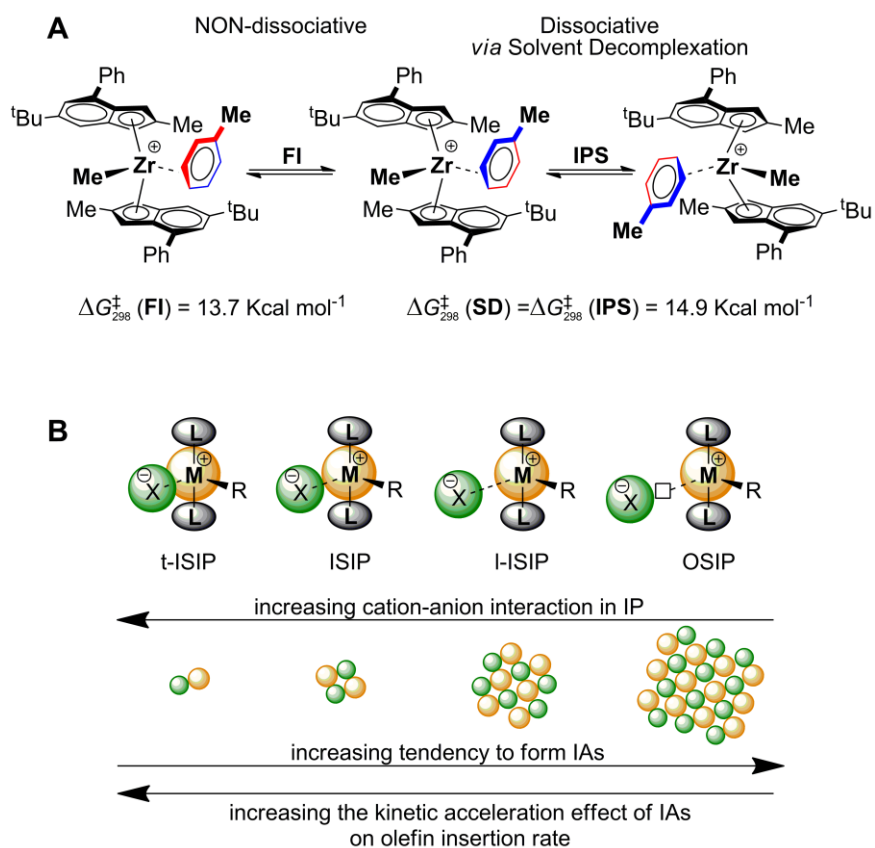 A
NON-dissociative
Dissociative
via Solvent Decomplexation
Ph
tBu
Me
Me
Zr
⊕
Me
Me
tBu
Ph
FI
Ph
tBu
Me
Me
Zr
⊕
Me
Me
tBu
Ph
IPS
Ph
tBu
Me
Zr
⊕
Me
Me
Me
tBu
Ph
ΔG‡298 (FI) = 13.7 Kcal mol-1
ΔG‡298 (SD) =ΔG‡298 (IPS) = 14.9 Kcal mol-1
B
L
⊖
X
M
⊕
R
L
L
⊖
X
M
⊕
R
L
L
⊖
X
M
⊕
R
L
L
⊖
X
M
⊕
R
L
t-ISIP
ISIP
l-ISIP
OSIP
increasing cation-anion interaction in IP
increasing tendency to form IAs
increasing the kinetic acceleration effect of IAs
on olefin insertion rate